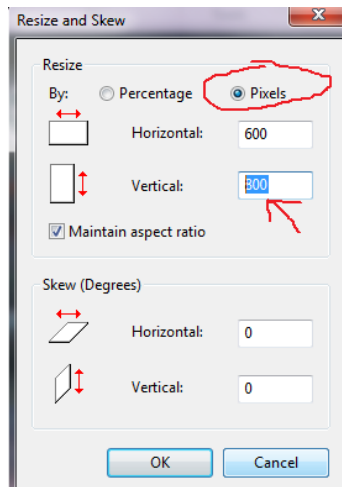 Resize and Skew
Resize
By: Percentage Pixels
Horizontal: 600
Vertical:
Maintain aspect ratio
Skew (Degrees)
Horizontal: 0
Vertical: 0
OK Cancel